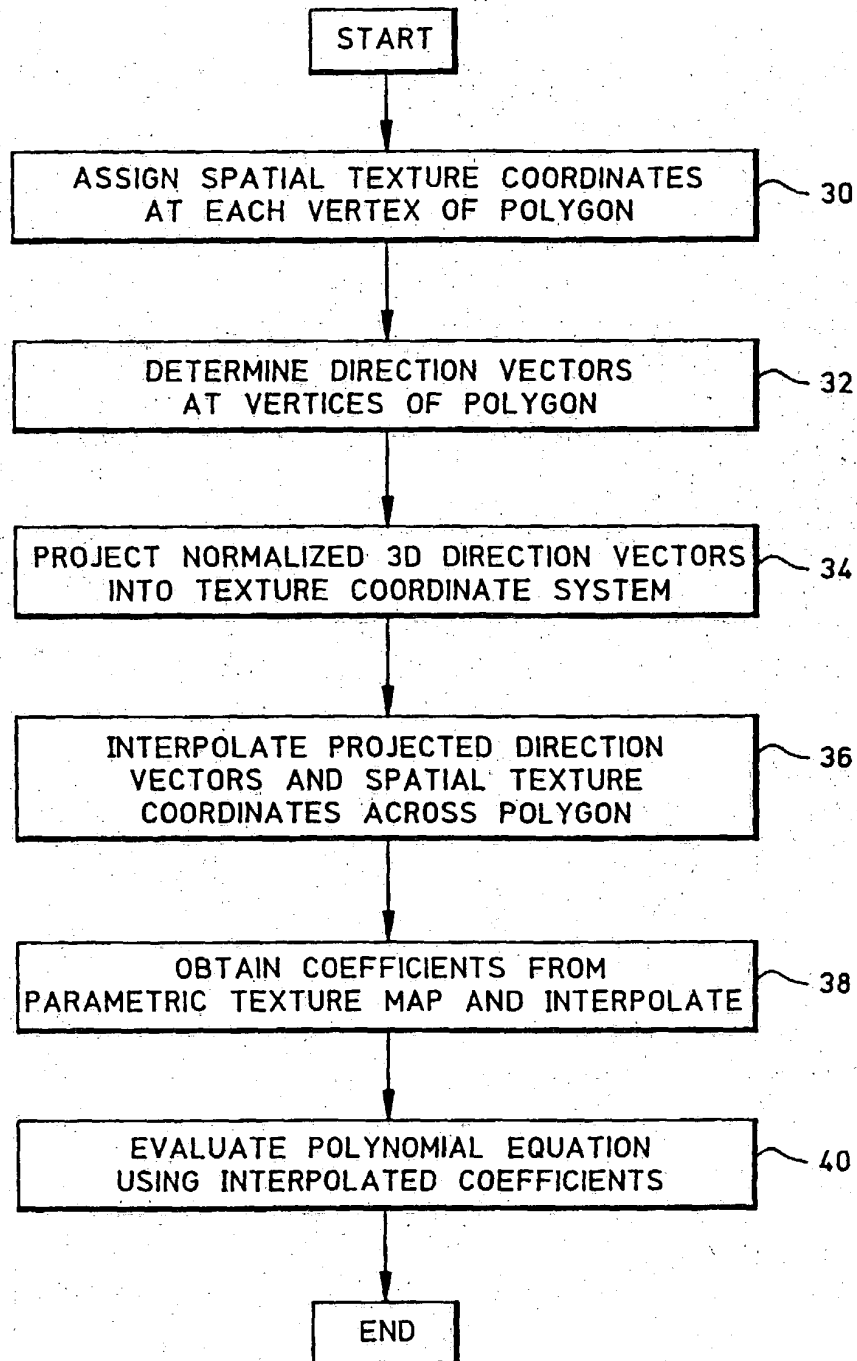 START
ASSIGN SPATIAL TEXTURE COORDINATES
AT EACH VERTEX OF POLYGON
30
DETERMINE DIRECTION VECTORS
AT VERTICES OF POLYGON
32
PROJECT NORMALIZED 3D DIRECTION VECTORS
INTO TEXTURE COORDINATE SYSTEM
34
INTERPOLATE PROJECTED DIRECTION
VECTORS AND SPATIAL TEXTURE
COORDINATES ACROSS POLYGON
36
OBTAIN COEFFICIENTS FROM
PARAMETRIC TEXTURE MAP AND INTERPOLATE
38
EVALUATE POLYNOMIAL EQUATION
USING INTERPOLATED COEFFICIENTS
40
END